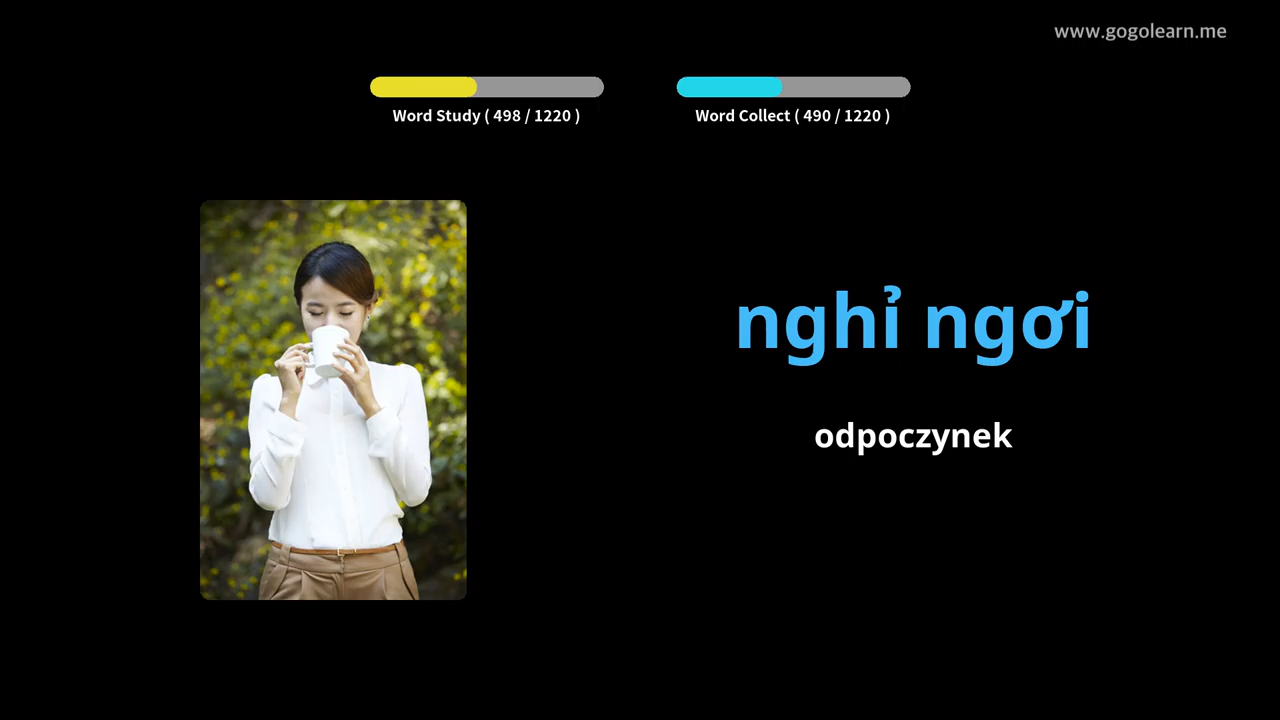 www.gogolearn.me
Word Study ( 498 / 1220 )
Word Collect ( 490 / 1220 )
nghỉ ngơi
odpoczynek